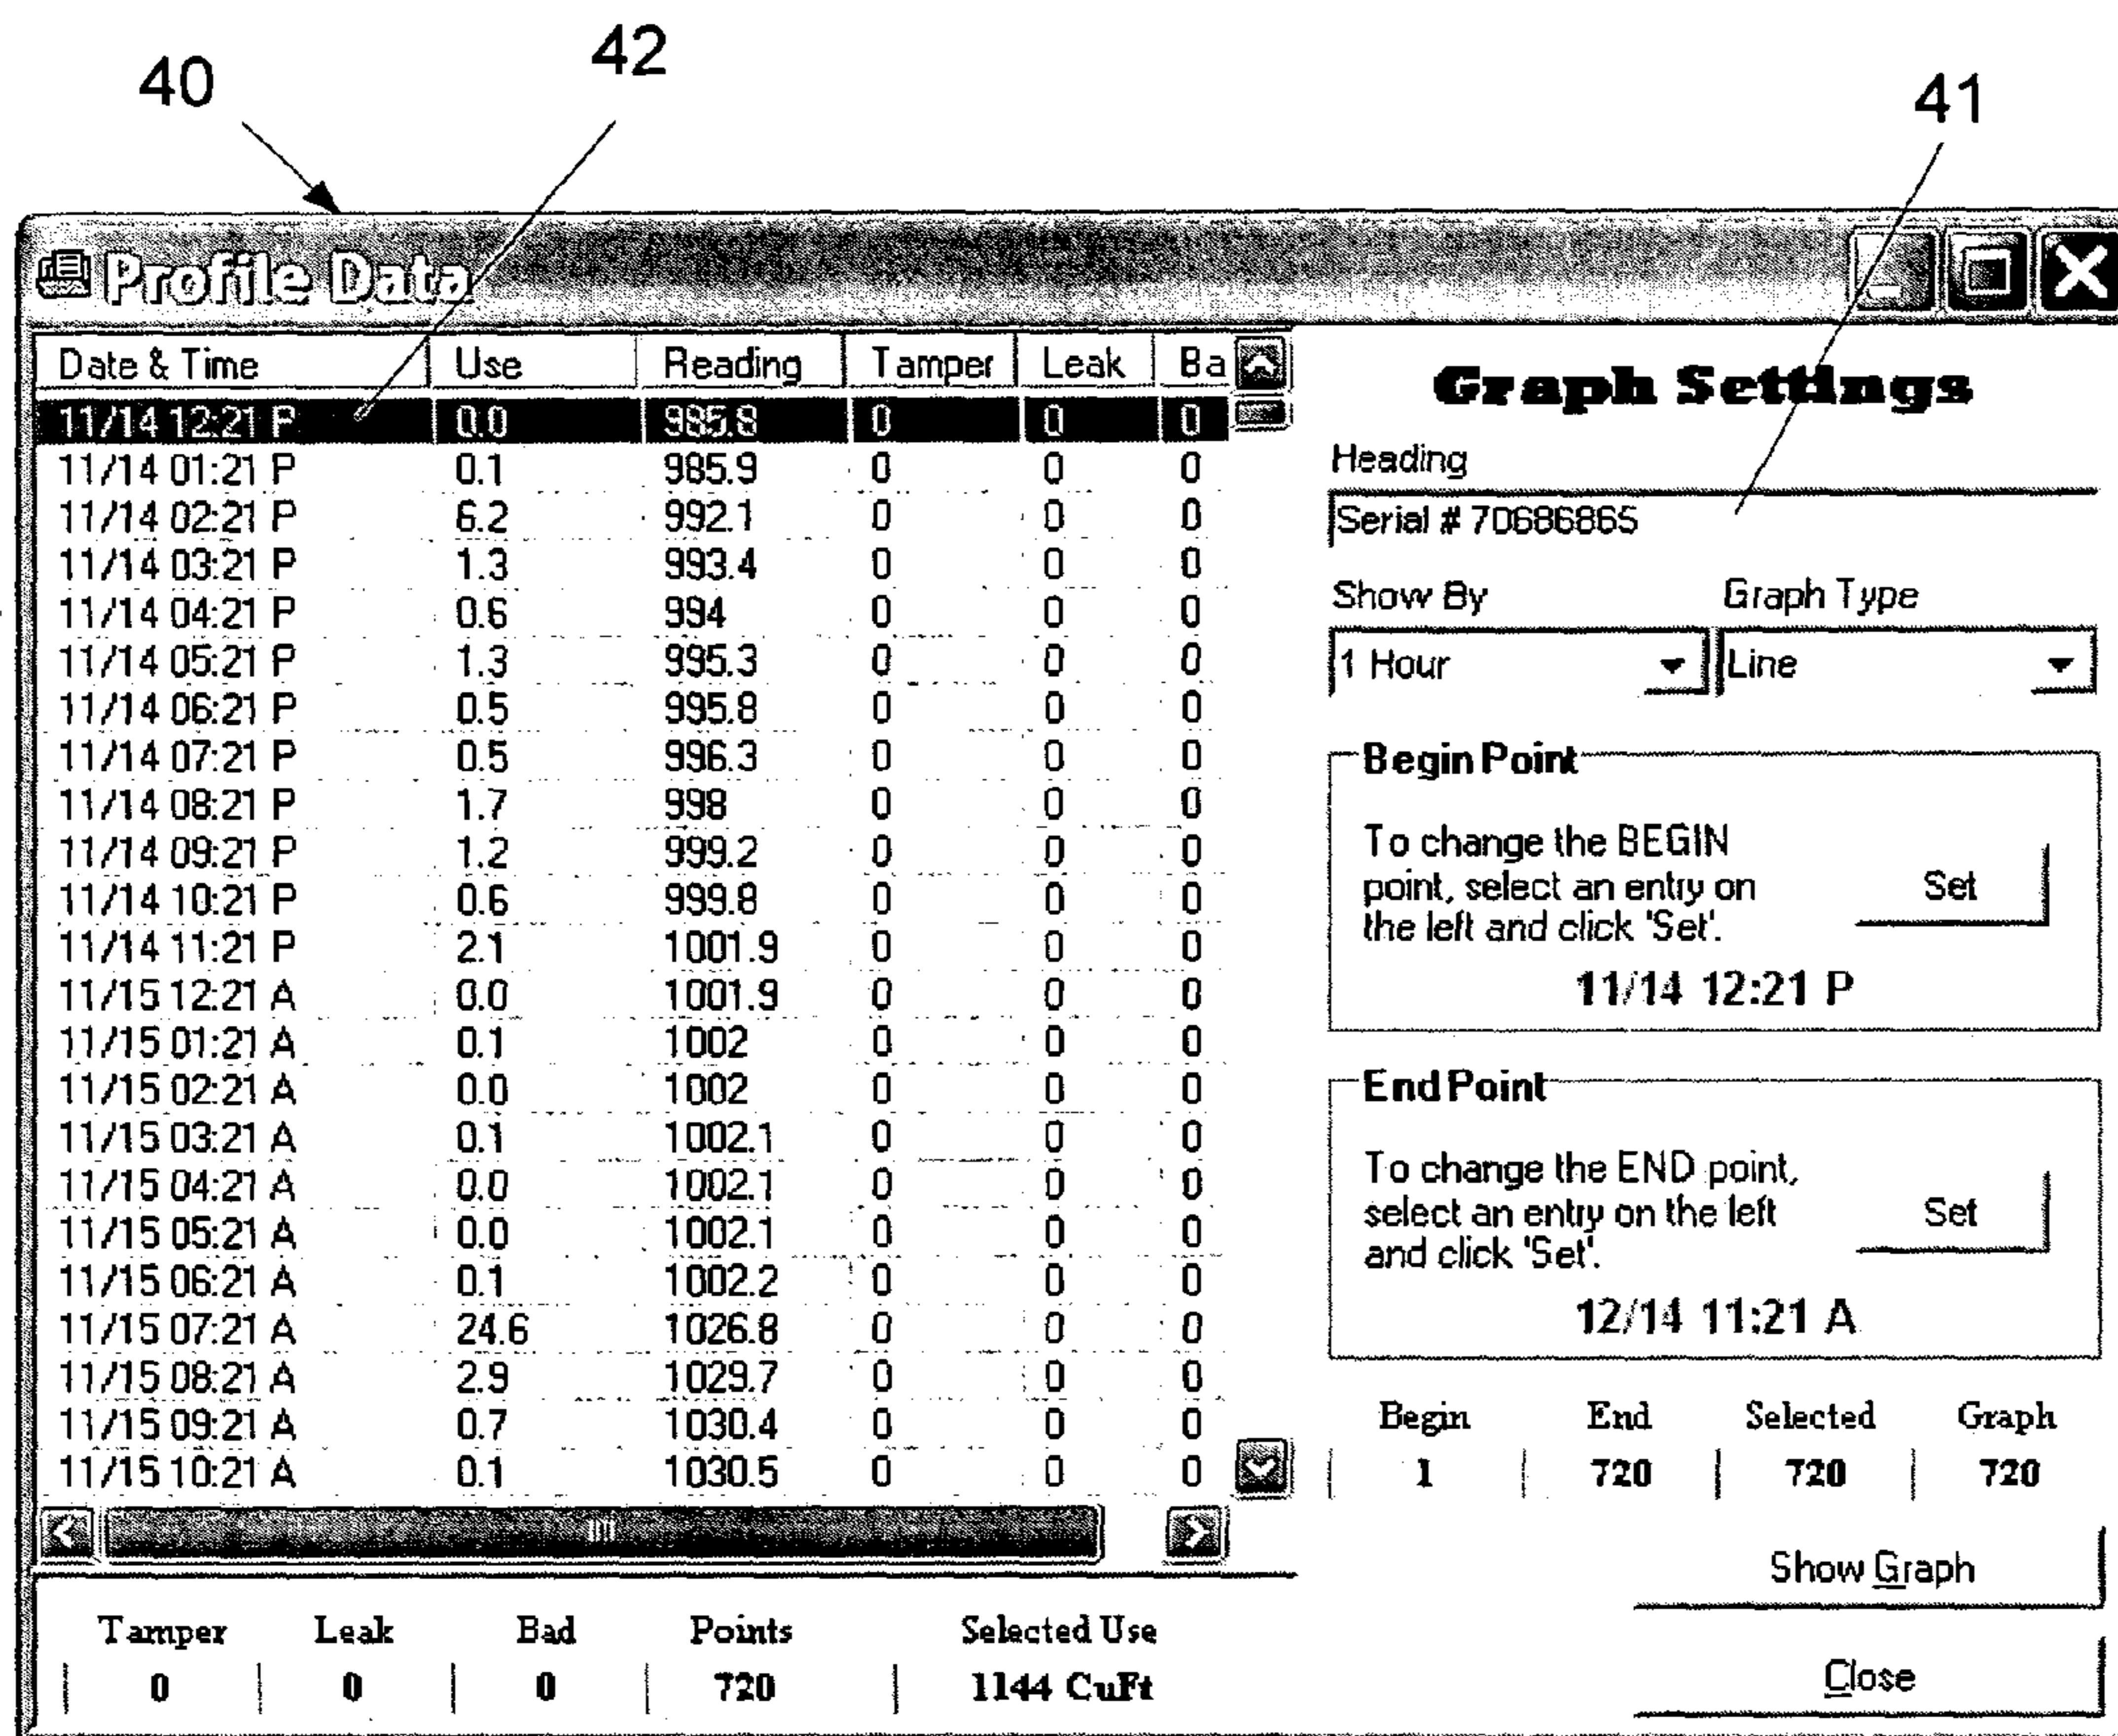 40
42
41
Profile Data
Date & Time Use Reading Tamper Leak Ba
11/14 12:21 P 0.0 985.8 0 0 0
11/14 01:21 P 0.1 985.9 0 0 0
11/14 02:21 P 6.2 992.1 0 0 0
11/14 03:21 P 1.3 993.4 0 0 0
11/14 04:21 P 0.6 994 0 0 0
11/14 05:21 P 1.3 995.3 0 0 0
11/14 06:21 P 0.5 995.8 0 0 0
11/14 07:21 P 0.5 996.3 0 0 0
11/14 08:21 P 1.7 998 0 0 0
11/14 09:21 P 1.2 999.2 0 0 0
11/14 10:21 P 0.6 999.8 0 0 0
11/14 11:21 P 2.1 1001.9 0 0 0
11/15 12:21 A 0.0 1001.9 0 0 0
11/15 01:21 A 0.1 1002 0 0 0
11/15 02:21 A 0.0 1002 0 0 0
11/15 03:21 A 0.1 1002.1 0 0 0
11/15 04:21 A 0.0 1002.1 0 0 0
11/15 05:21 A 0.0 1002.1 0 0 0
11/15 06:21 A 0.1 1002.2 0 0 0
11/15 07:21 A 24.6 1026.8 0 0 0
11/15 08:21 A 2.9 1029.7 0 0 0
11/15 09:21 A 0.7 1030.4 0 0 0
11/15 10:21 A 0.1 1030.5 0 0 0
Tamper Leak Bad Points Selected Use
0 0 0 720 1144 CuFt
Graph Settings
Heading
Serial # 70686865
Show By Graph Type
1 Hour Line
Begin Point
To change the BEGIN
point, select an entry on
the left and click 'Set'.
Set
11/14 12:21 P
End Point
To change the END point,
select an entry on the left
and click 'Set'.
Set
12/14 11:21 A
Begin End Selected Graph
1 720 720 720
Show Graph
Close